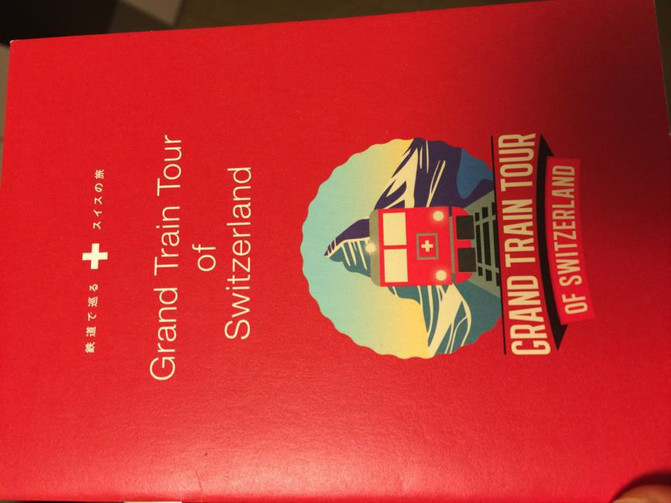 鉄道で巡る スイスの旅
Grand Train Tour
of
Switzerland
GRAND TRAIN TOUR
OF SWITZERLAND